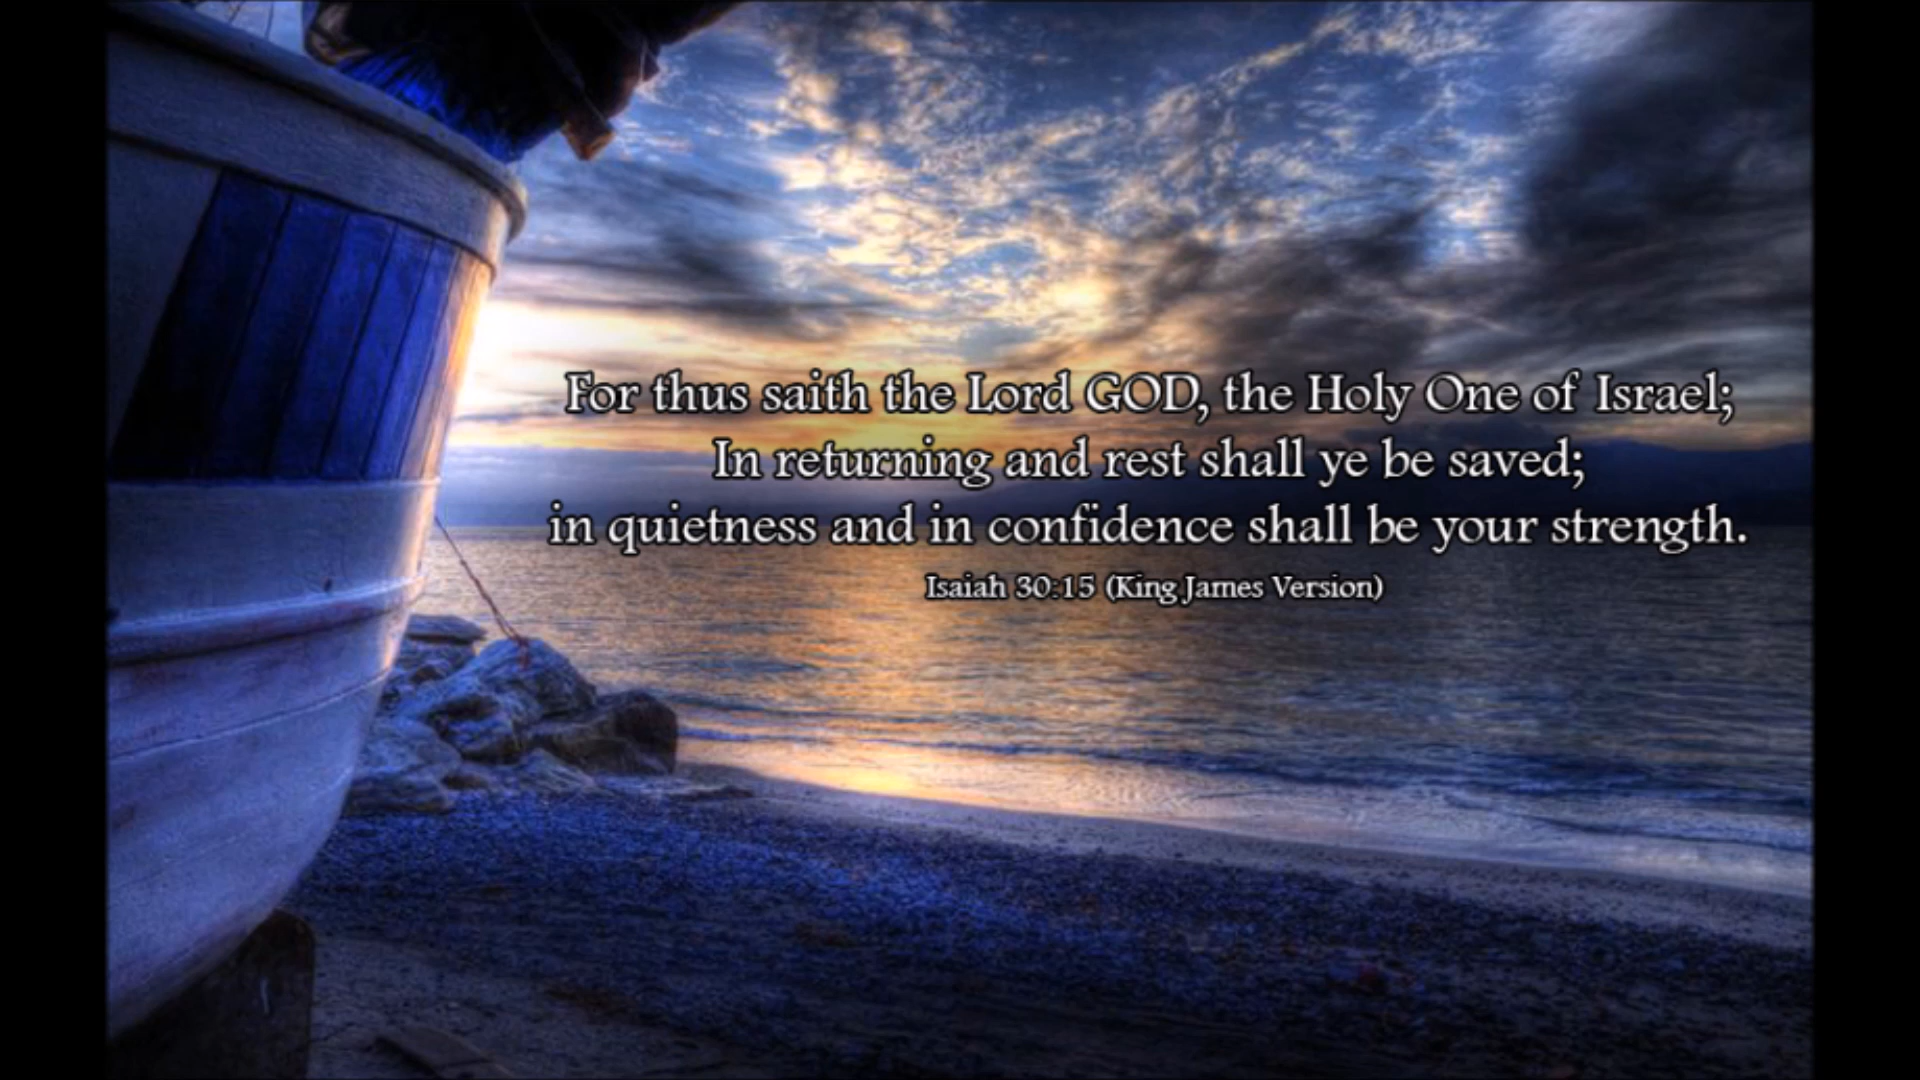 For thus saith the Lord GOD, the Holy One of Israel;
In returning and rest shall ye be saved;
in quietness and in confidence shall be your strength.
Isaiah 30:15 (King James Version)